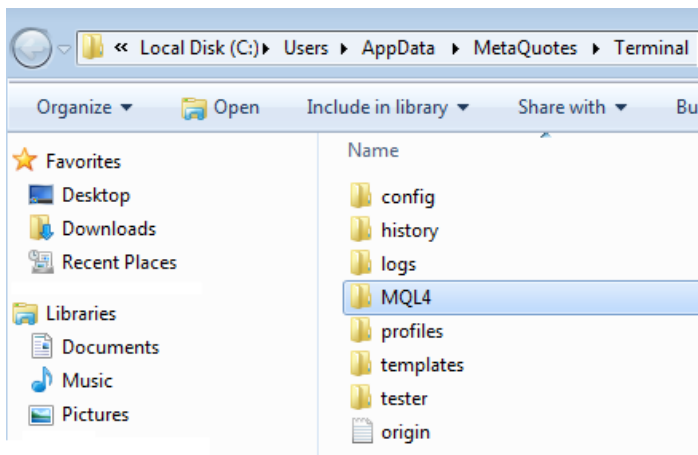 « Local Disk (C:) Users AppData MetaQuotes Terminal
Organize Open Include in library Share with Bu
Name
Favorites
Desktop
Downloads
Recent Places
Libraries
Documents
Music
Pictures
config
history
logs
MQL4
profiles
templates
tester
origin